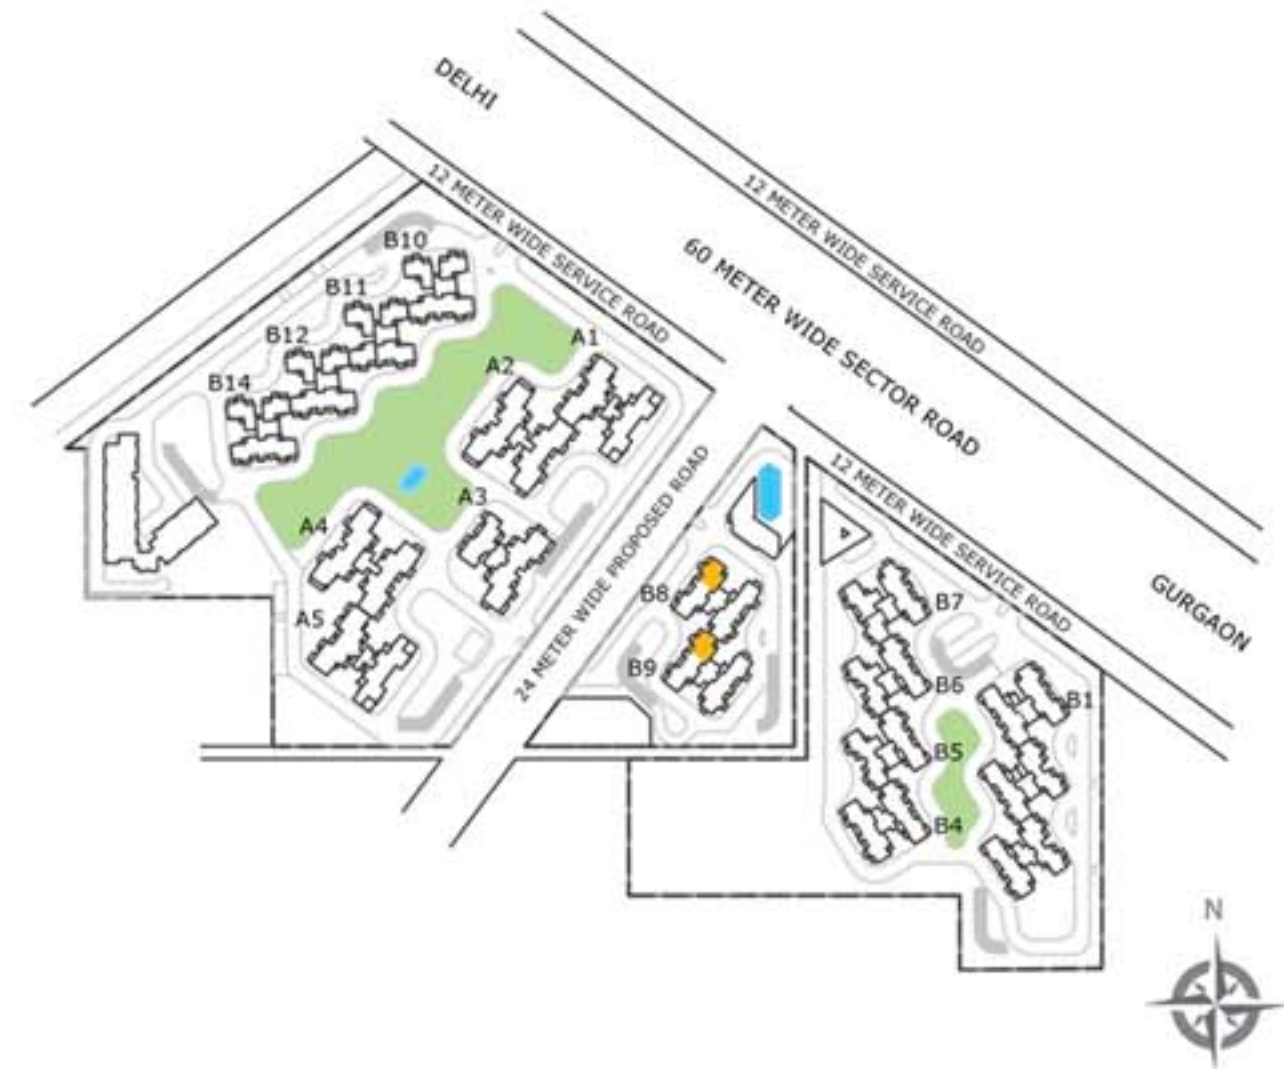 DELHI
12 METER WIDE SERVICE ROAD
12 METER WIDE SERVICE ROAD
60 METER WIDE SECTOR ROAD
B10
B11
B12
B14
A1
A2
A3
A4
A5
24 METER WIDE PROPOSED ROAD
12 METER WIDE SERVICE ROAD
GURGAON
B8
B9
B7
B6
B1
B5
B4
N